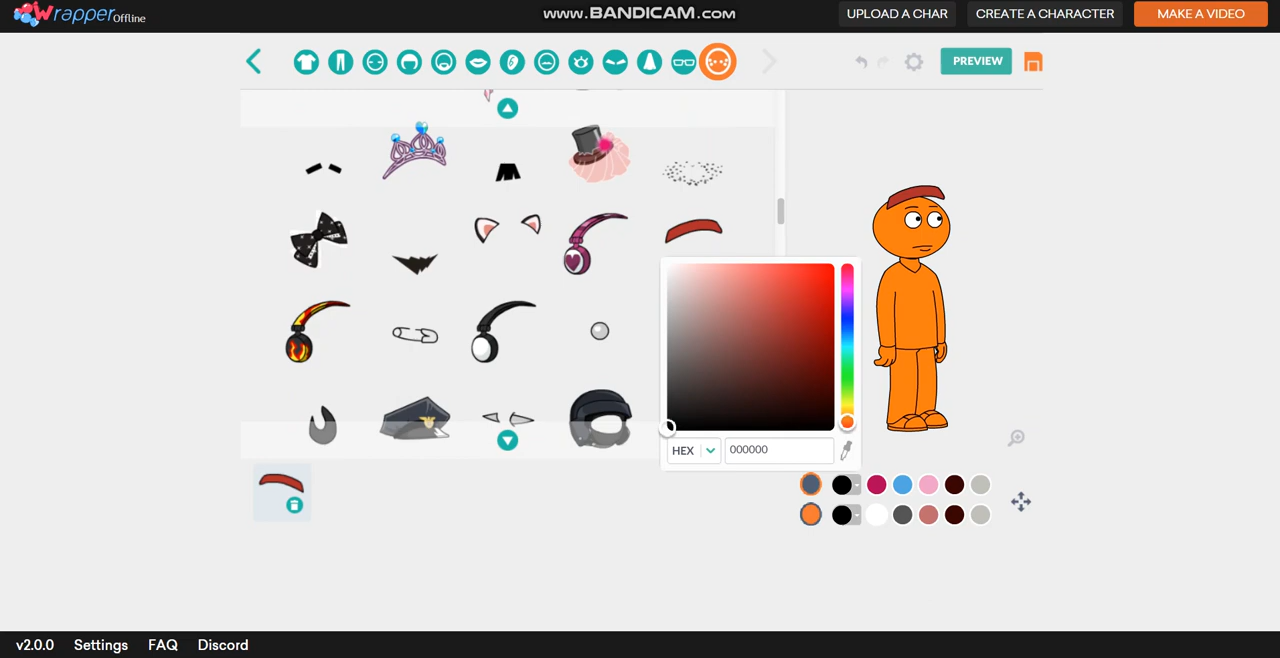 Wrapper Offline
www.BANDICAM.com
UPLOAD A CHAR
CREATE A CHARACTER
MAKE A VIDEO
PREVIEW
HEX
000000
v2.0.0
Settings
FAQ
Discord